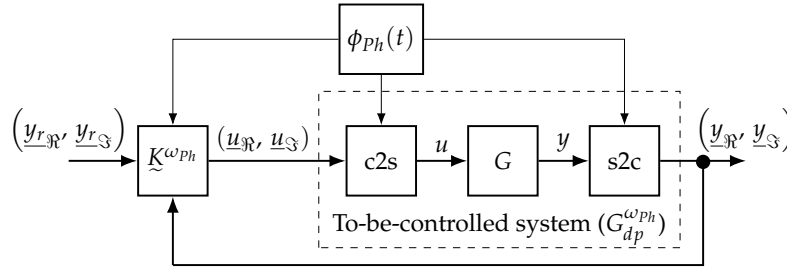 ϕ_Ph(t)
(y_r_ℜ, y_r_ℑ)
K^ω_Ph
(u_ℜ, u_ℑ)
c2s
u
G
y
s2c
(y_ℜ, y_ℑ)
To-be-controlled system (G_dp^ω_Ph)